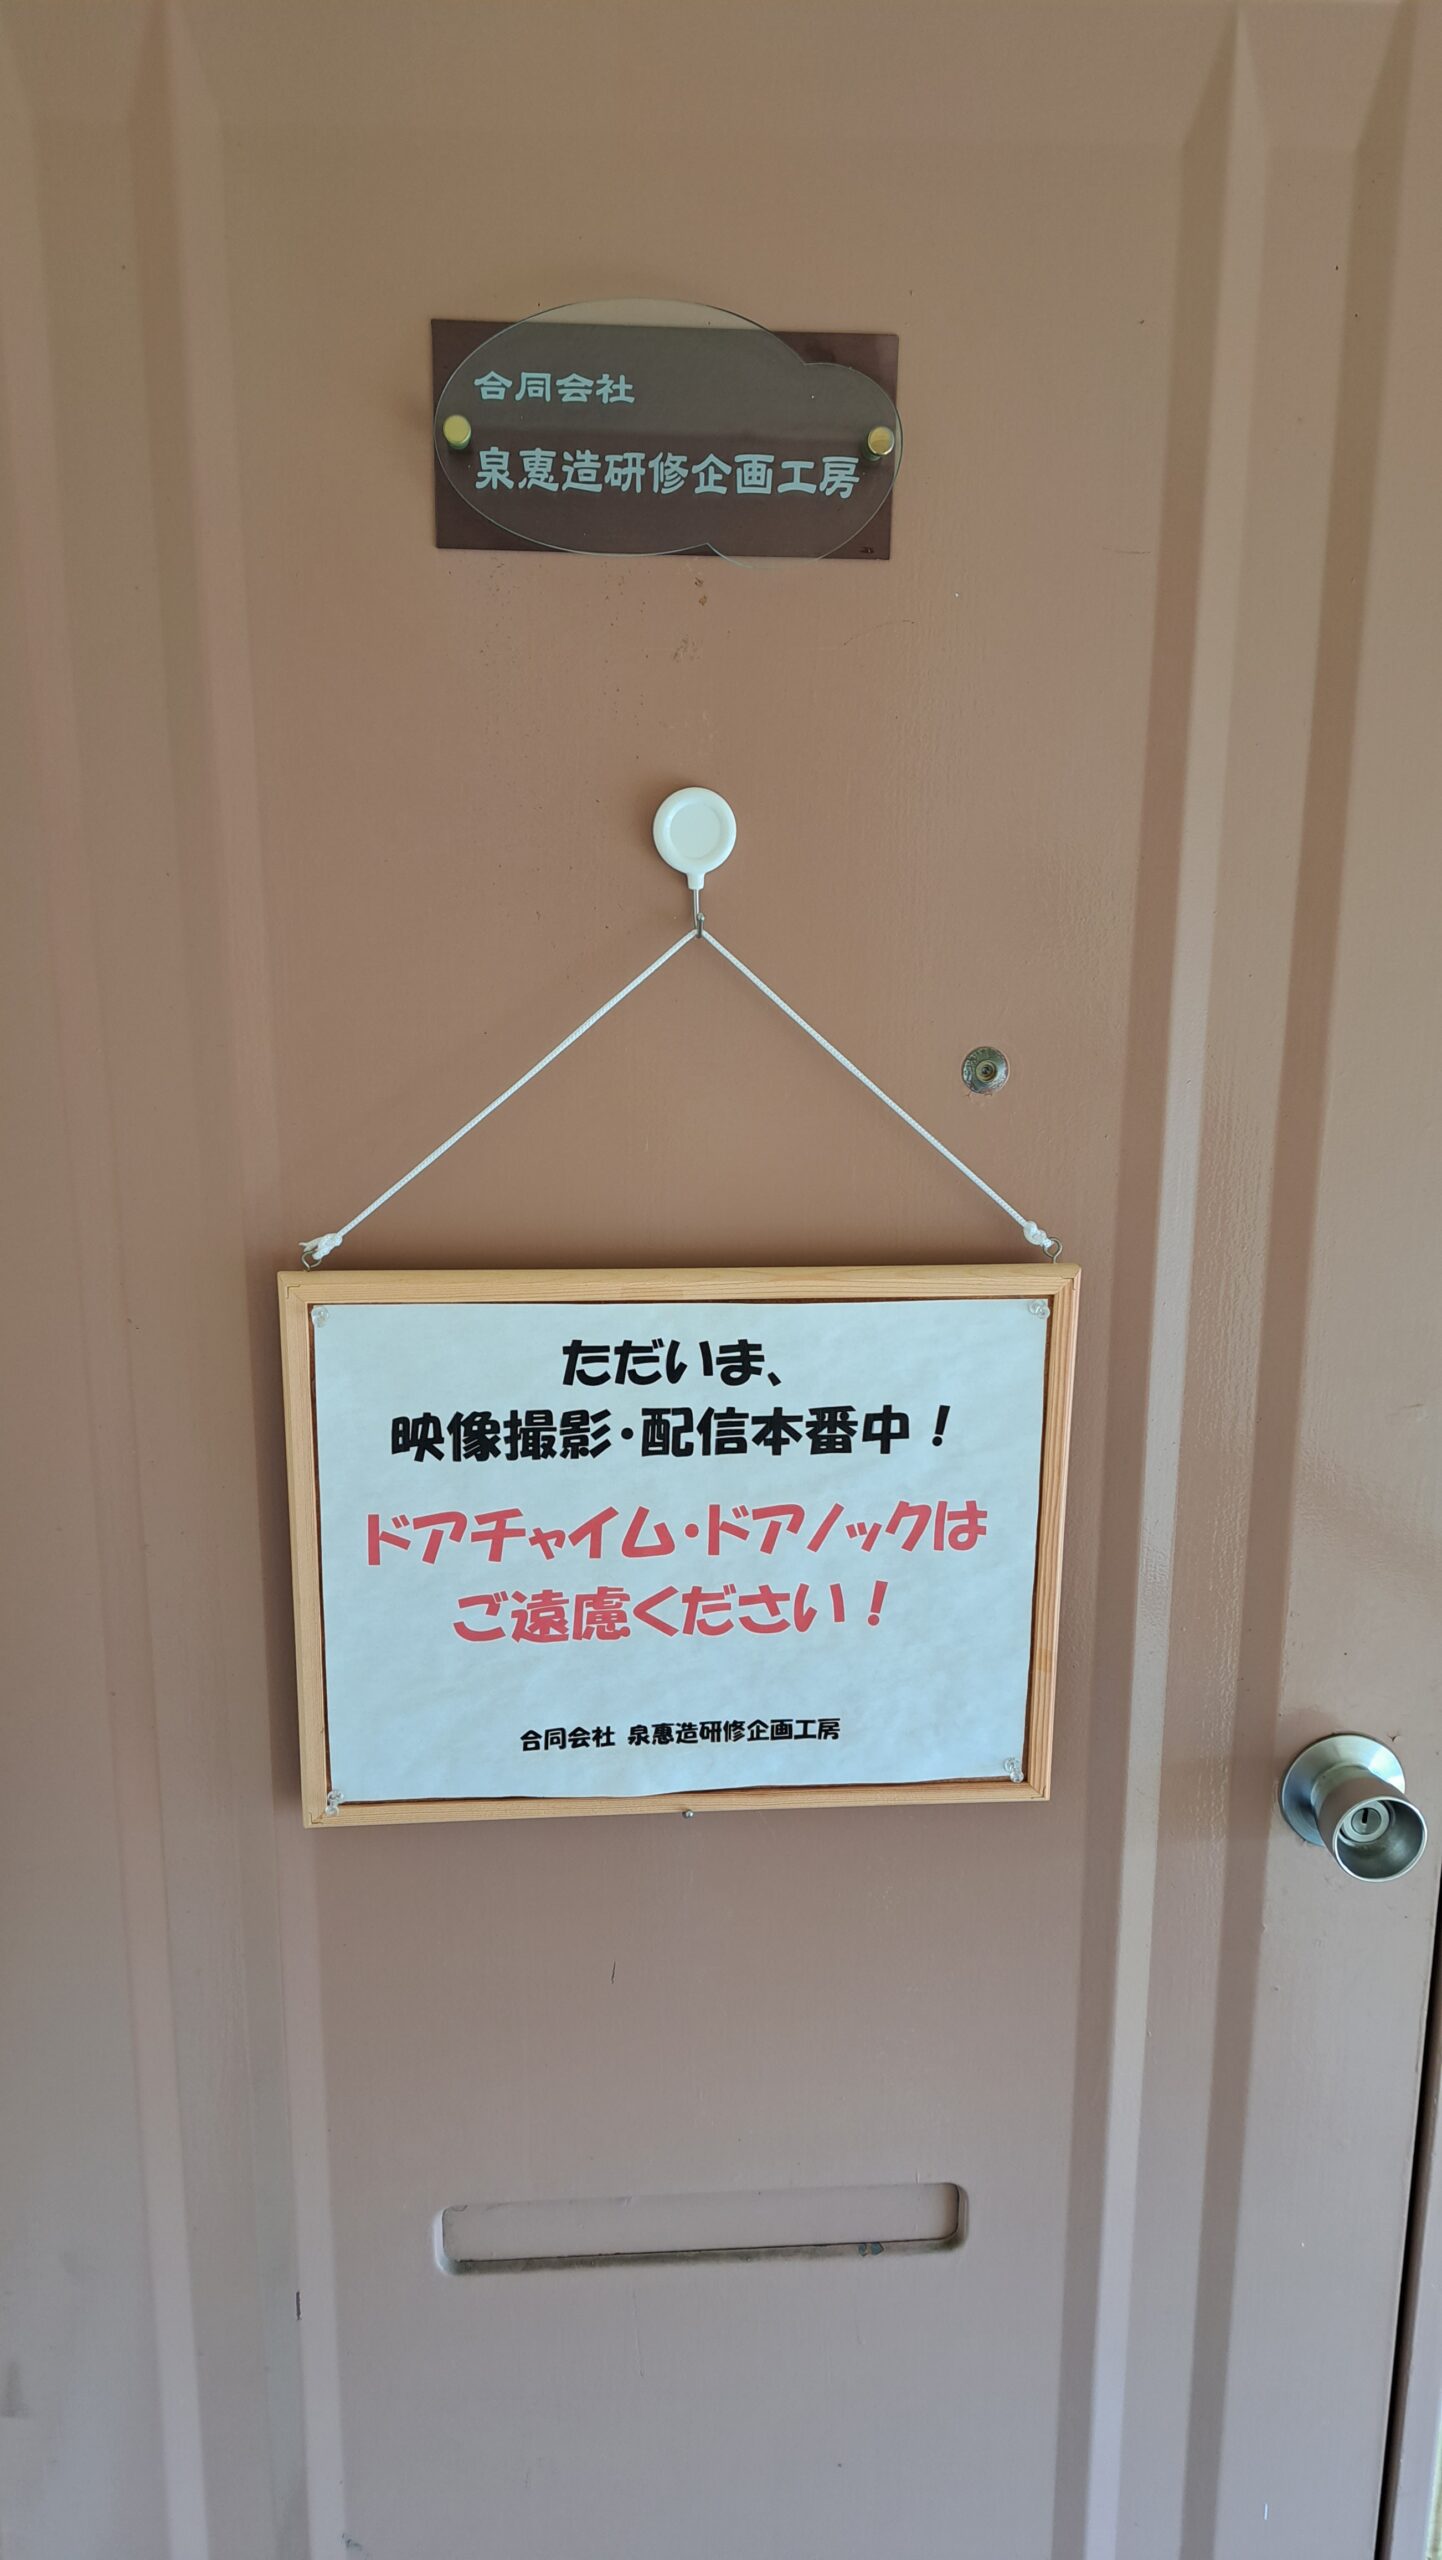 合同会社
泉惠造研修企画工房
ただいま、
映像撮影・配信本番中！
ドアチャイム・ドアノックは
ご遠慮ください！
合同会社 泉惠造研修企画工房